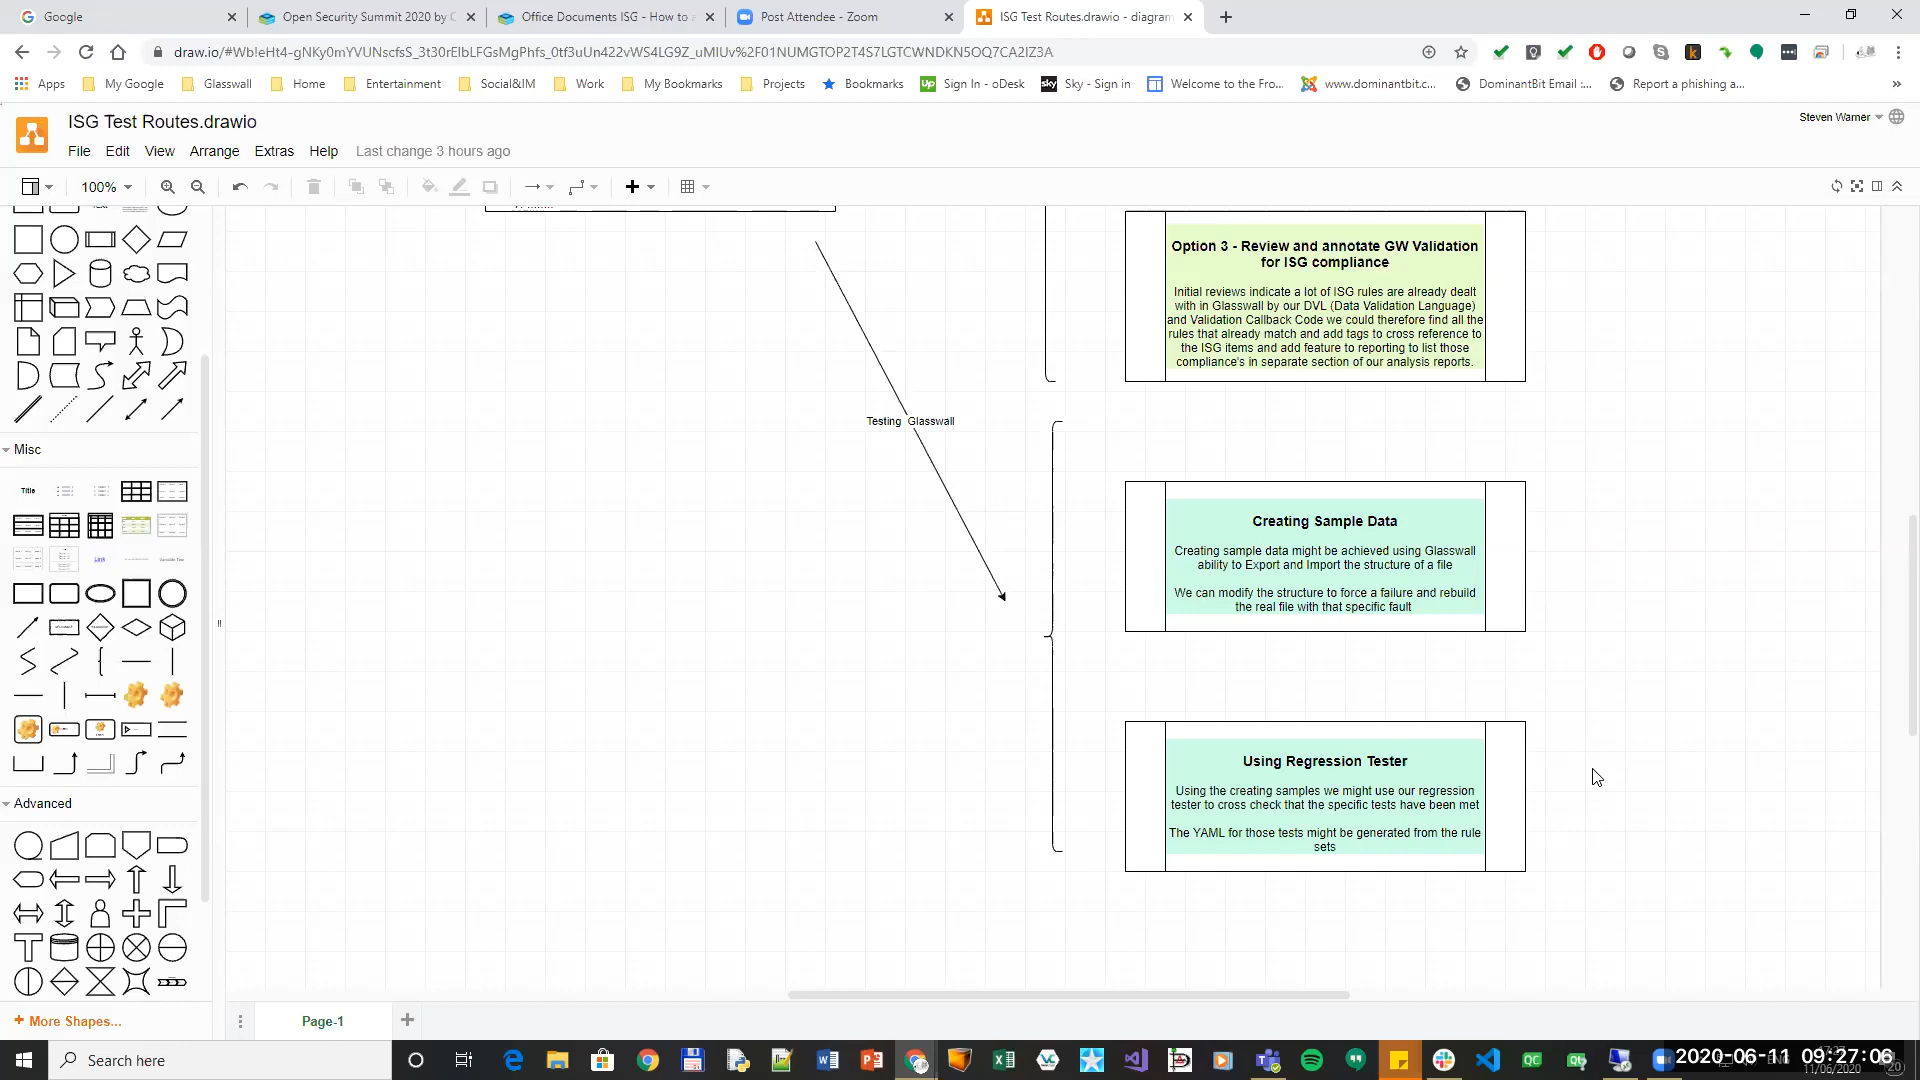 Google
Open Security Summit 2020 by C
Office Documents ISG - How to a
Post Attendee - Zoom
ISG Test Routes.drawio - diagram
draw.io/#Wb!eHt4-gNKy0mYVUNscfsS_3t30rElbLFGsMgPhfs_0tf3uUn422vWS4LG9Z_uMlUv%2F01NUMGTOP2T4S7LGTCWNDKN5OQ7CA2IZ3A
Apps
My Google
Glasswall
Home
Entertainment
Social&IM
Work
My Bookmarks
Projects
Bookmarks
Sign In - oDesk
Sky - Sign in
Welcome to the Fro...
www.dominantbit.c...
DominantBit Email :...
Report a phishing a...
»
ISG Test Routes.drawio
Steven Warner
File Edit View Arrange Extras Help Last change 3 hours ago
100%
Option 3 - Review and annotate GW Validation
for ISG compliance
Initial reviews indicate a lot of ISG rules are already dealt
with in Glasswall by our DVL (Data Validation Language)
and Validation Callback Code we could therefore find all the
rules that already match and add tags to cross reference to
the ISG items and add feature to reporting to list those
compliance's in separate section of our analysis reports.
Testing Glasswall
Creating Sample Data
Creating sample data might be achieved using Glasswall
ability to Export and Import the structure of a file
We can modify the structure to force a failure and rebuild
the real file with that specific fault
Using Regression Tester
Using the creating samples we might use our regression
tester to cross check that the specific tests have been met
The YAML for those tests might be generated from the rule
sets
Misc
Title
Link
Advanced
+ More Shapes...
Page-1
Search here
2020-06-11 09:27:06
11/06/2020
20